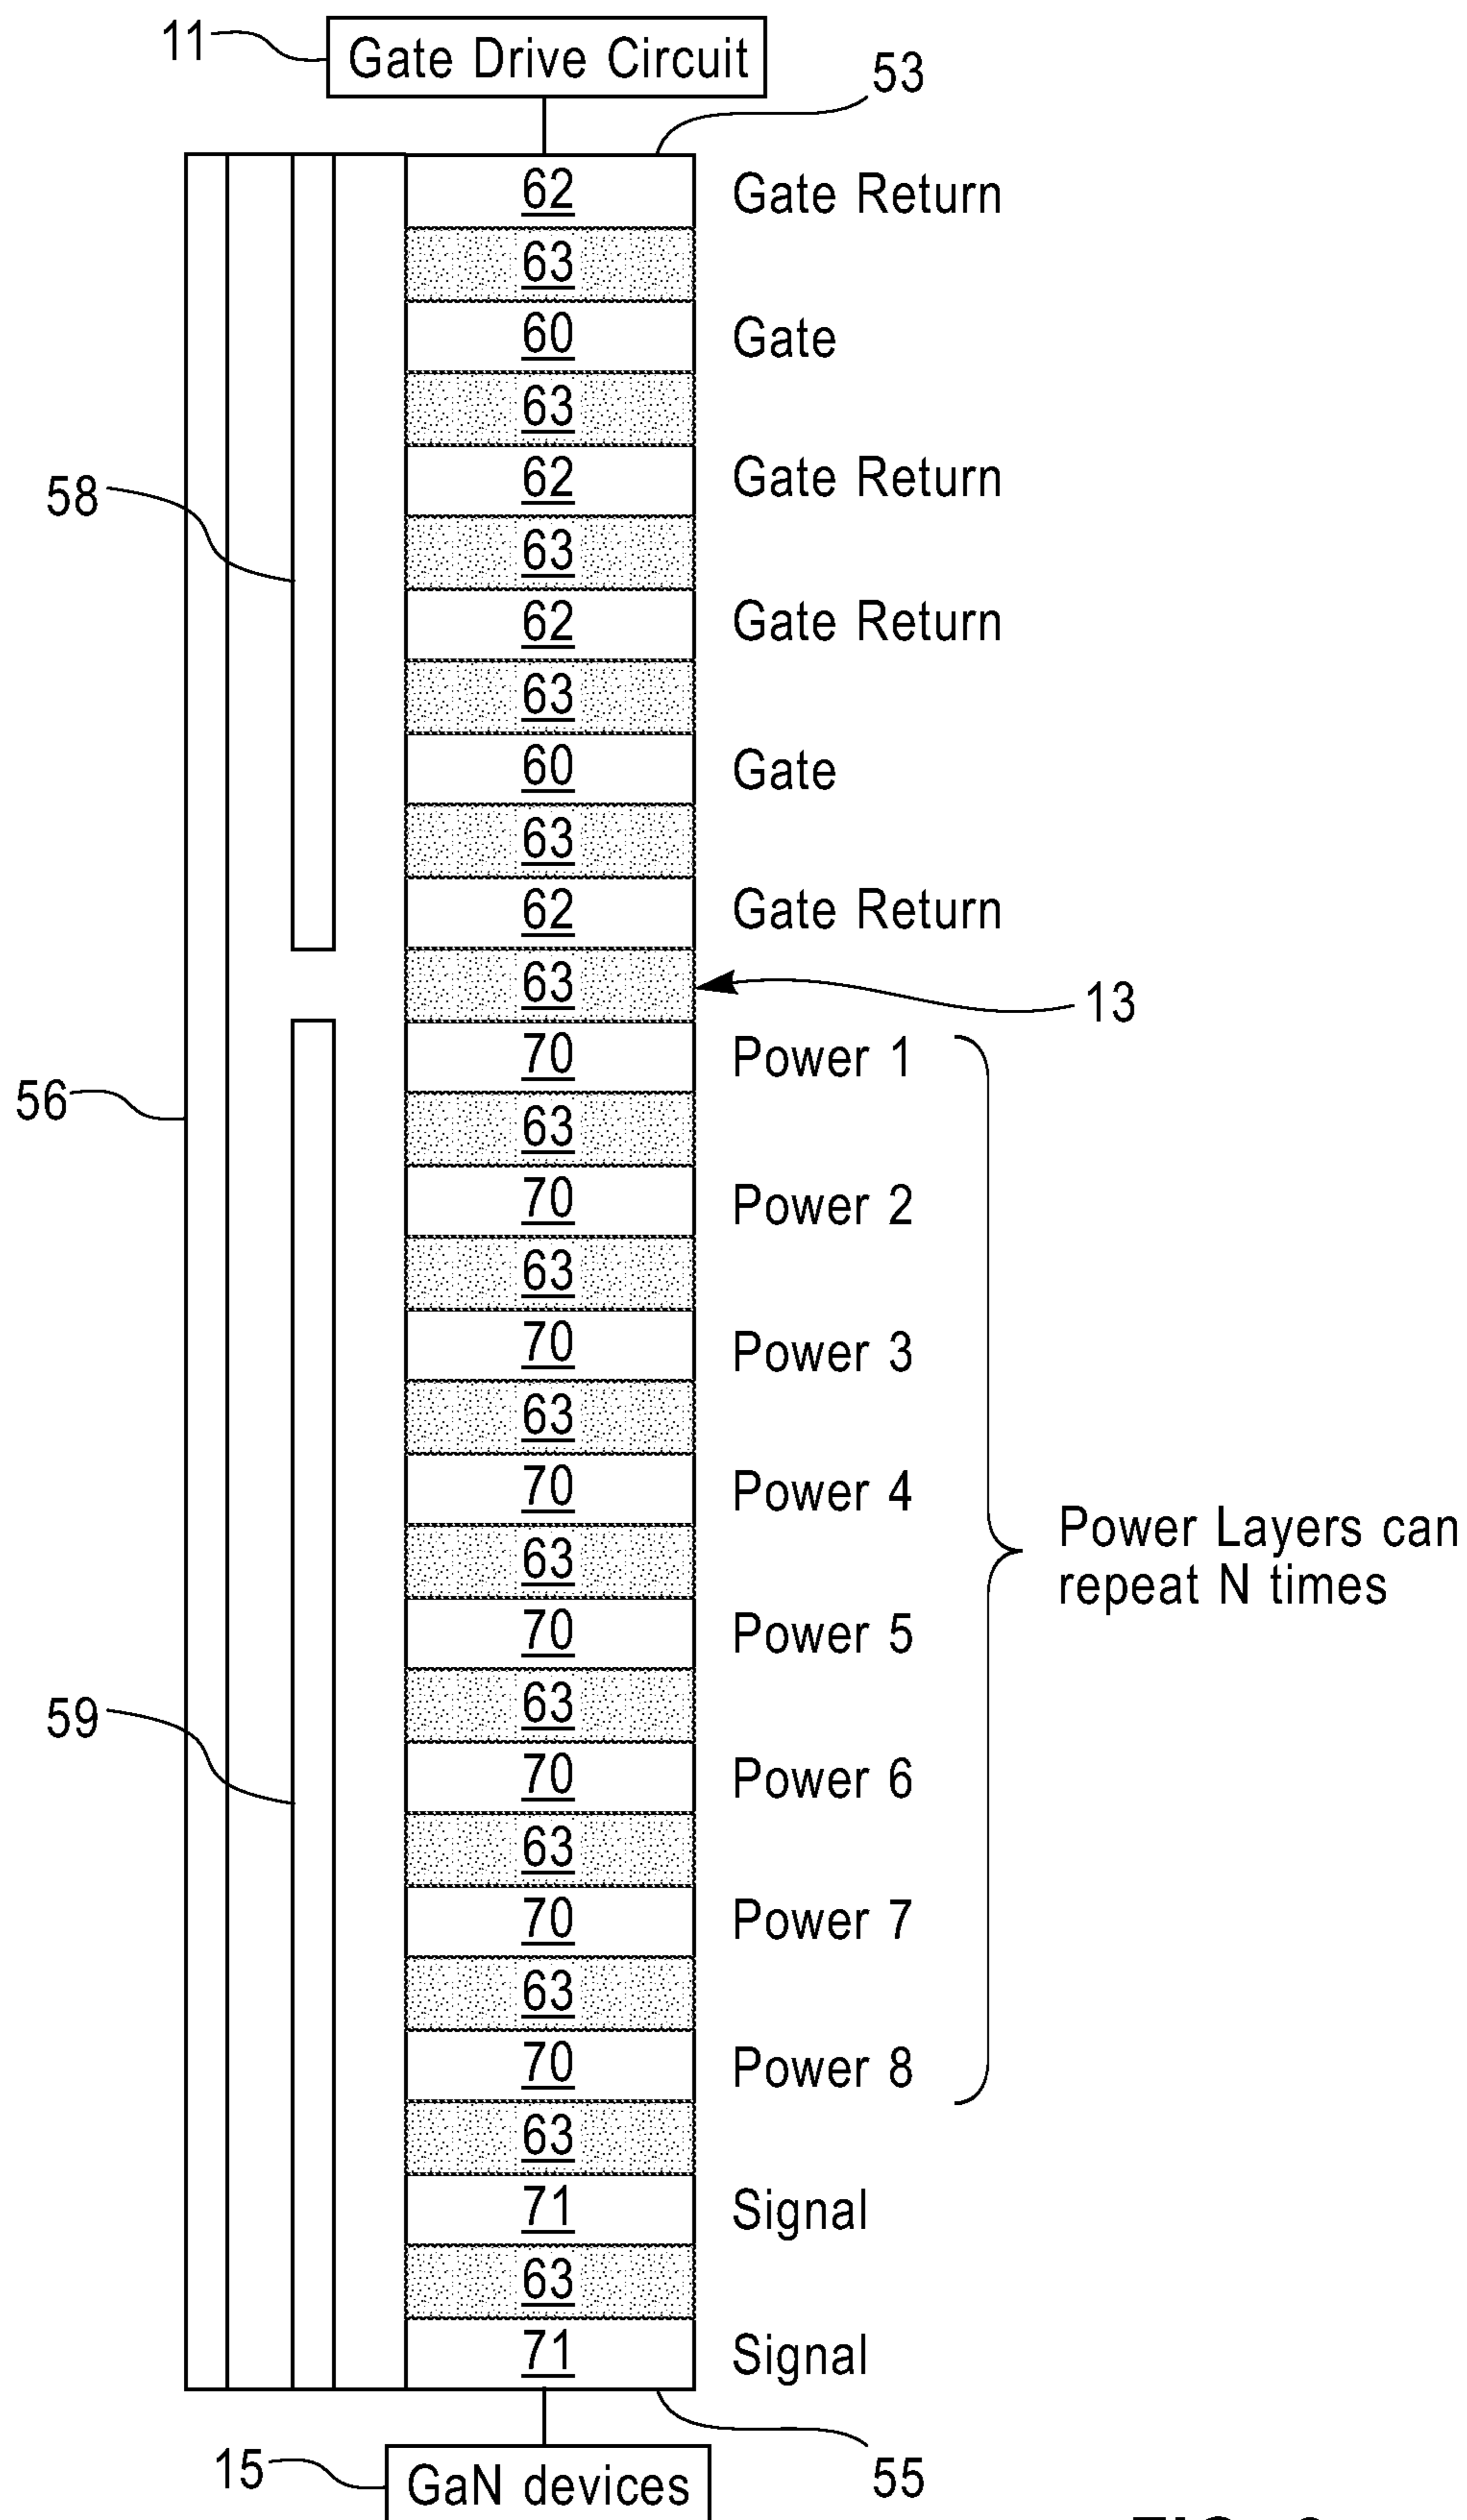 11 Gate Drive Circuit
53
62 Gate Return
63
60 Gate
63
58 62 Gate Return
63
62 Gate Return
63
60 Gate
63
62 Gate Return
63 13
70 Power 1
56 63
70 Power 2
63
70 Power 3
63
70 Power 4
Power Layers can
63
repeat N times
70 Power 5
59 63
70 Power 6
63
70 Power 7
63
70 Power 8
63
71 Signal
63
71 Signal
15 GaN devices 55